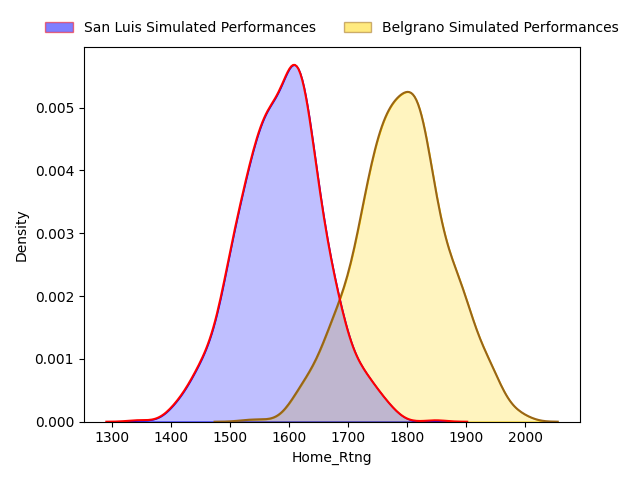 San Luis Simulated Performances Belgrano Simulated Performances
0.005
0.004
0.003
0.002
0.001
0.000
Density
1300 1400 1500 1600 1700 1800 1900 2000
Home_Rtng